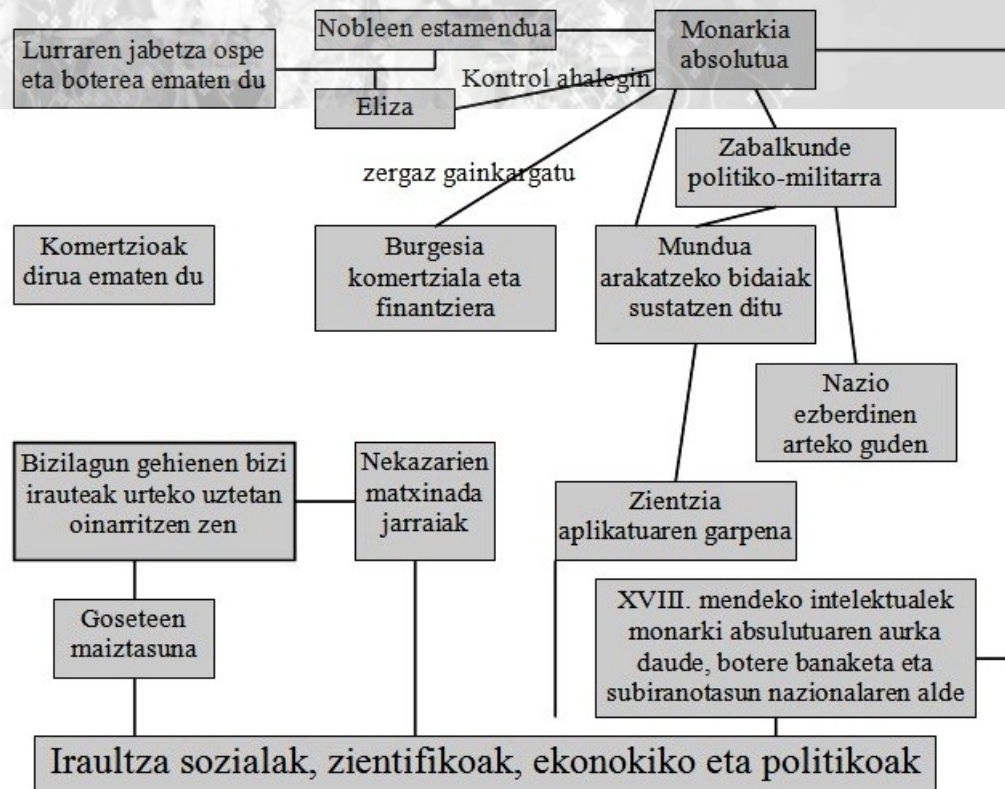 Nobleen estamendua
Monarkia
absolutua
Lurraren jabetza ospe
eta boterea ematen du
Kontrol ahalegin
Eliza
Zabalkunde
politiko-militarra
zergaz gainkargatu
Komertzioak
dirua ematen du
Burgesia
komertziala eta
finantziera
Mundua
arakatzeko bidaiak
sustatzen ditu
Nazio
ezberdinen
arteko guden
Bizilagun gehienen bizi
irauteak urteko uztetan
oinarritzen zen
Nekazarien
matxinada
jarraiak
Zientzia
aplikatuaren garpena
Goseteen
maiztasuna
XVIII. mendeko intelektualek
monarki absulutuaren aurka
daude, botere banaketa eta
subiranotasun nazionalaren alde
Iraultza sozialak, zientifikoak, ekonokiko eta politikoak